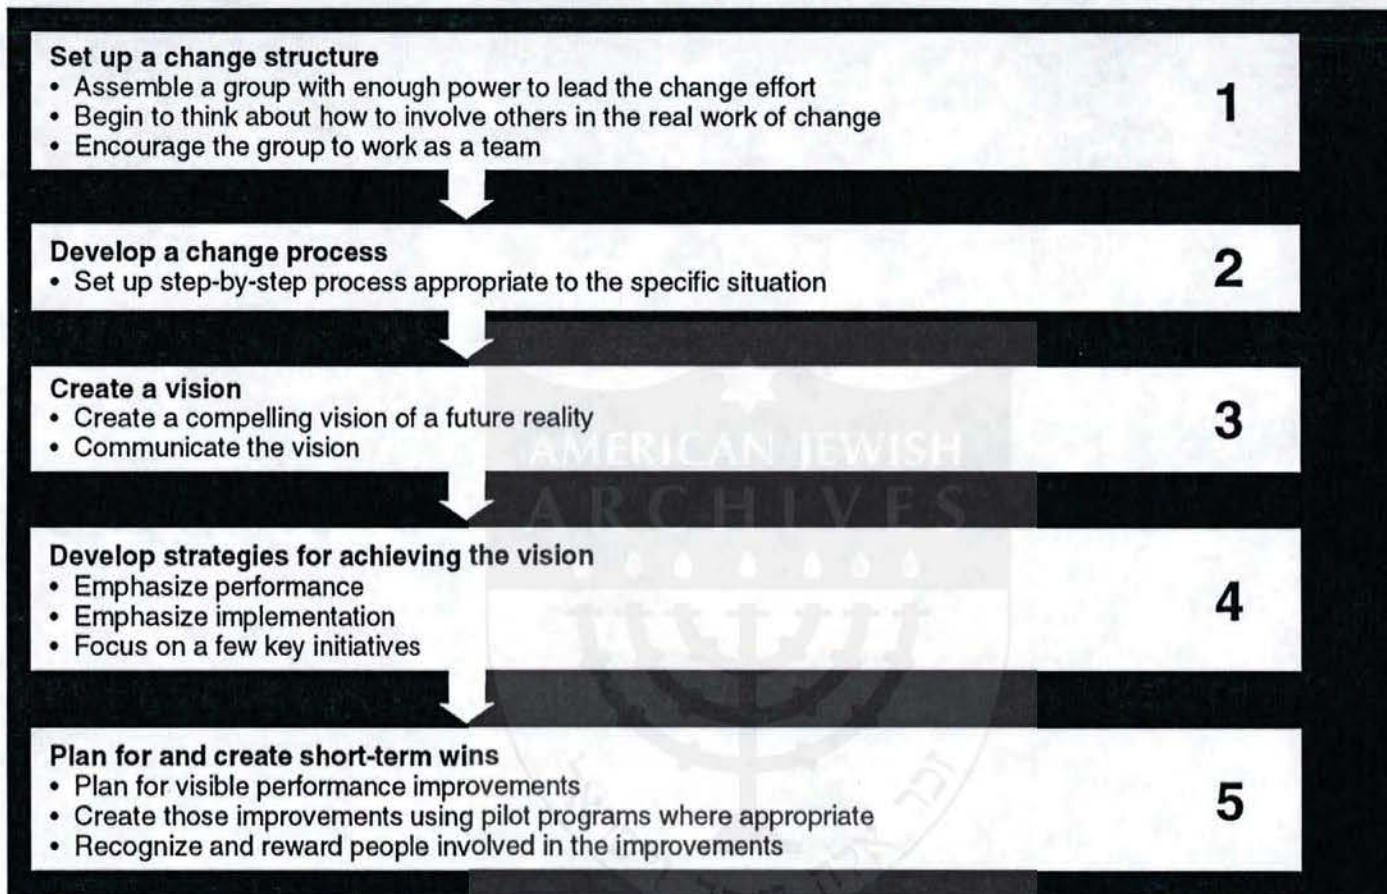 Set up a change structure
• Assemble a group with enough power to lead the change effort
• Begin to think about how to involve others in the real work of change
• Encourage the group to work as a team
1
Develop a change process
• Set up step-by-step process appropriate to the specific situation
2
Create a vision
• Create a compelling vision of a future reality
• Communicate the vision
3
AMERICAN JEWISH
ARCHIVES
Develop strategies for achieving the vision
• Emphasize performance
• Emphasize implementation
• Focus on a few key initiatives
4
Plan for and create short-term wins
• Plan for visible performance improvements
• Create those improvements using pilot programs where appropriate
• Recognize and reward people involved in the improvements
5